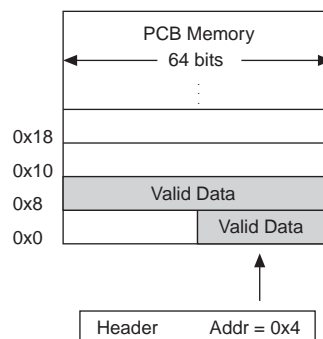 PCB Memory
64 bits
0x18
0x10
Valid Data
0x8
Valid Data
0x0
Header Addr = 0x4